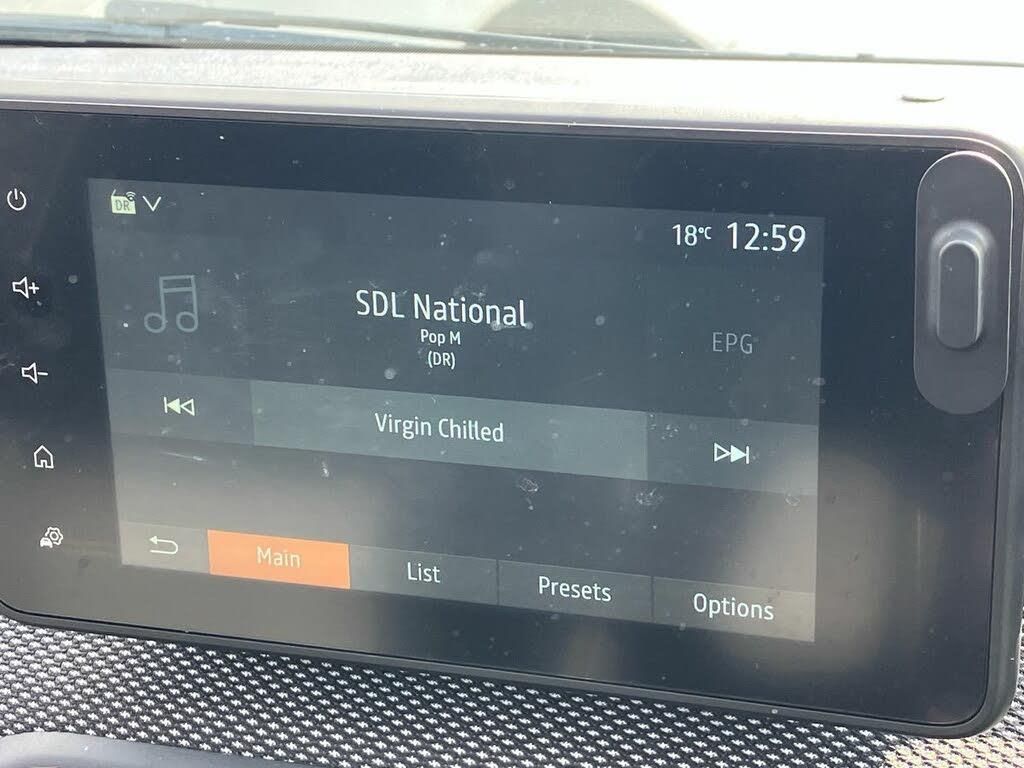 DR
18°C 12:59
SDL National
Pop M
(DR)
EPG
Virgin Chilled
Main
List
Presets
Options